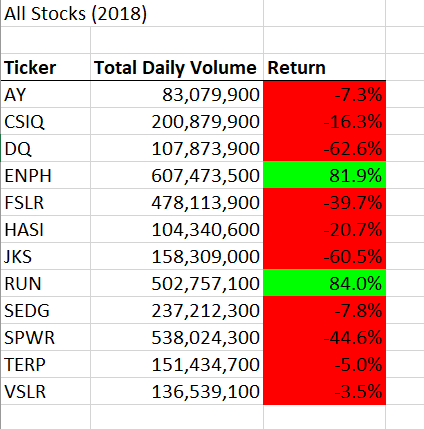 All Stocks (2018)
Ticker Total Daily Volume Return
AY 83,079,900 -7.3%
CSIQ 200,879,900 -16.3%
DQ 107,873,900 -62.6%
ENPH 607,473,500 81.9%
FSLR 478,113,900 -39.7%
HASI 104,340,600 -20.7%
JKS 158,309,000 -60.5%
RUN 502,757,100 84.0%
SEDG 237,212,300 -7.8%
SPWR 538,024,300 -44.6%
TERP 151,434,700 -5.0%
VSLR 136,539,100 -3.5%